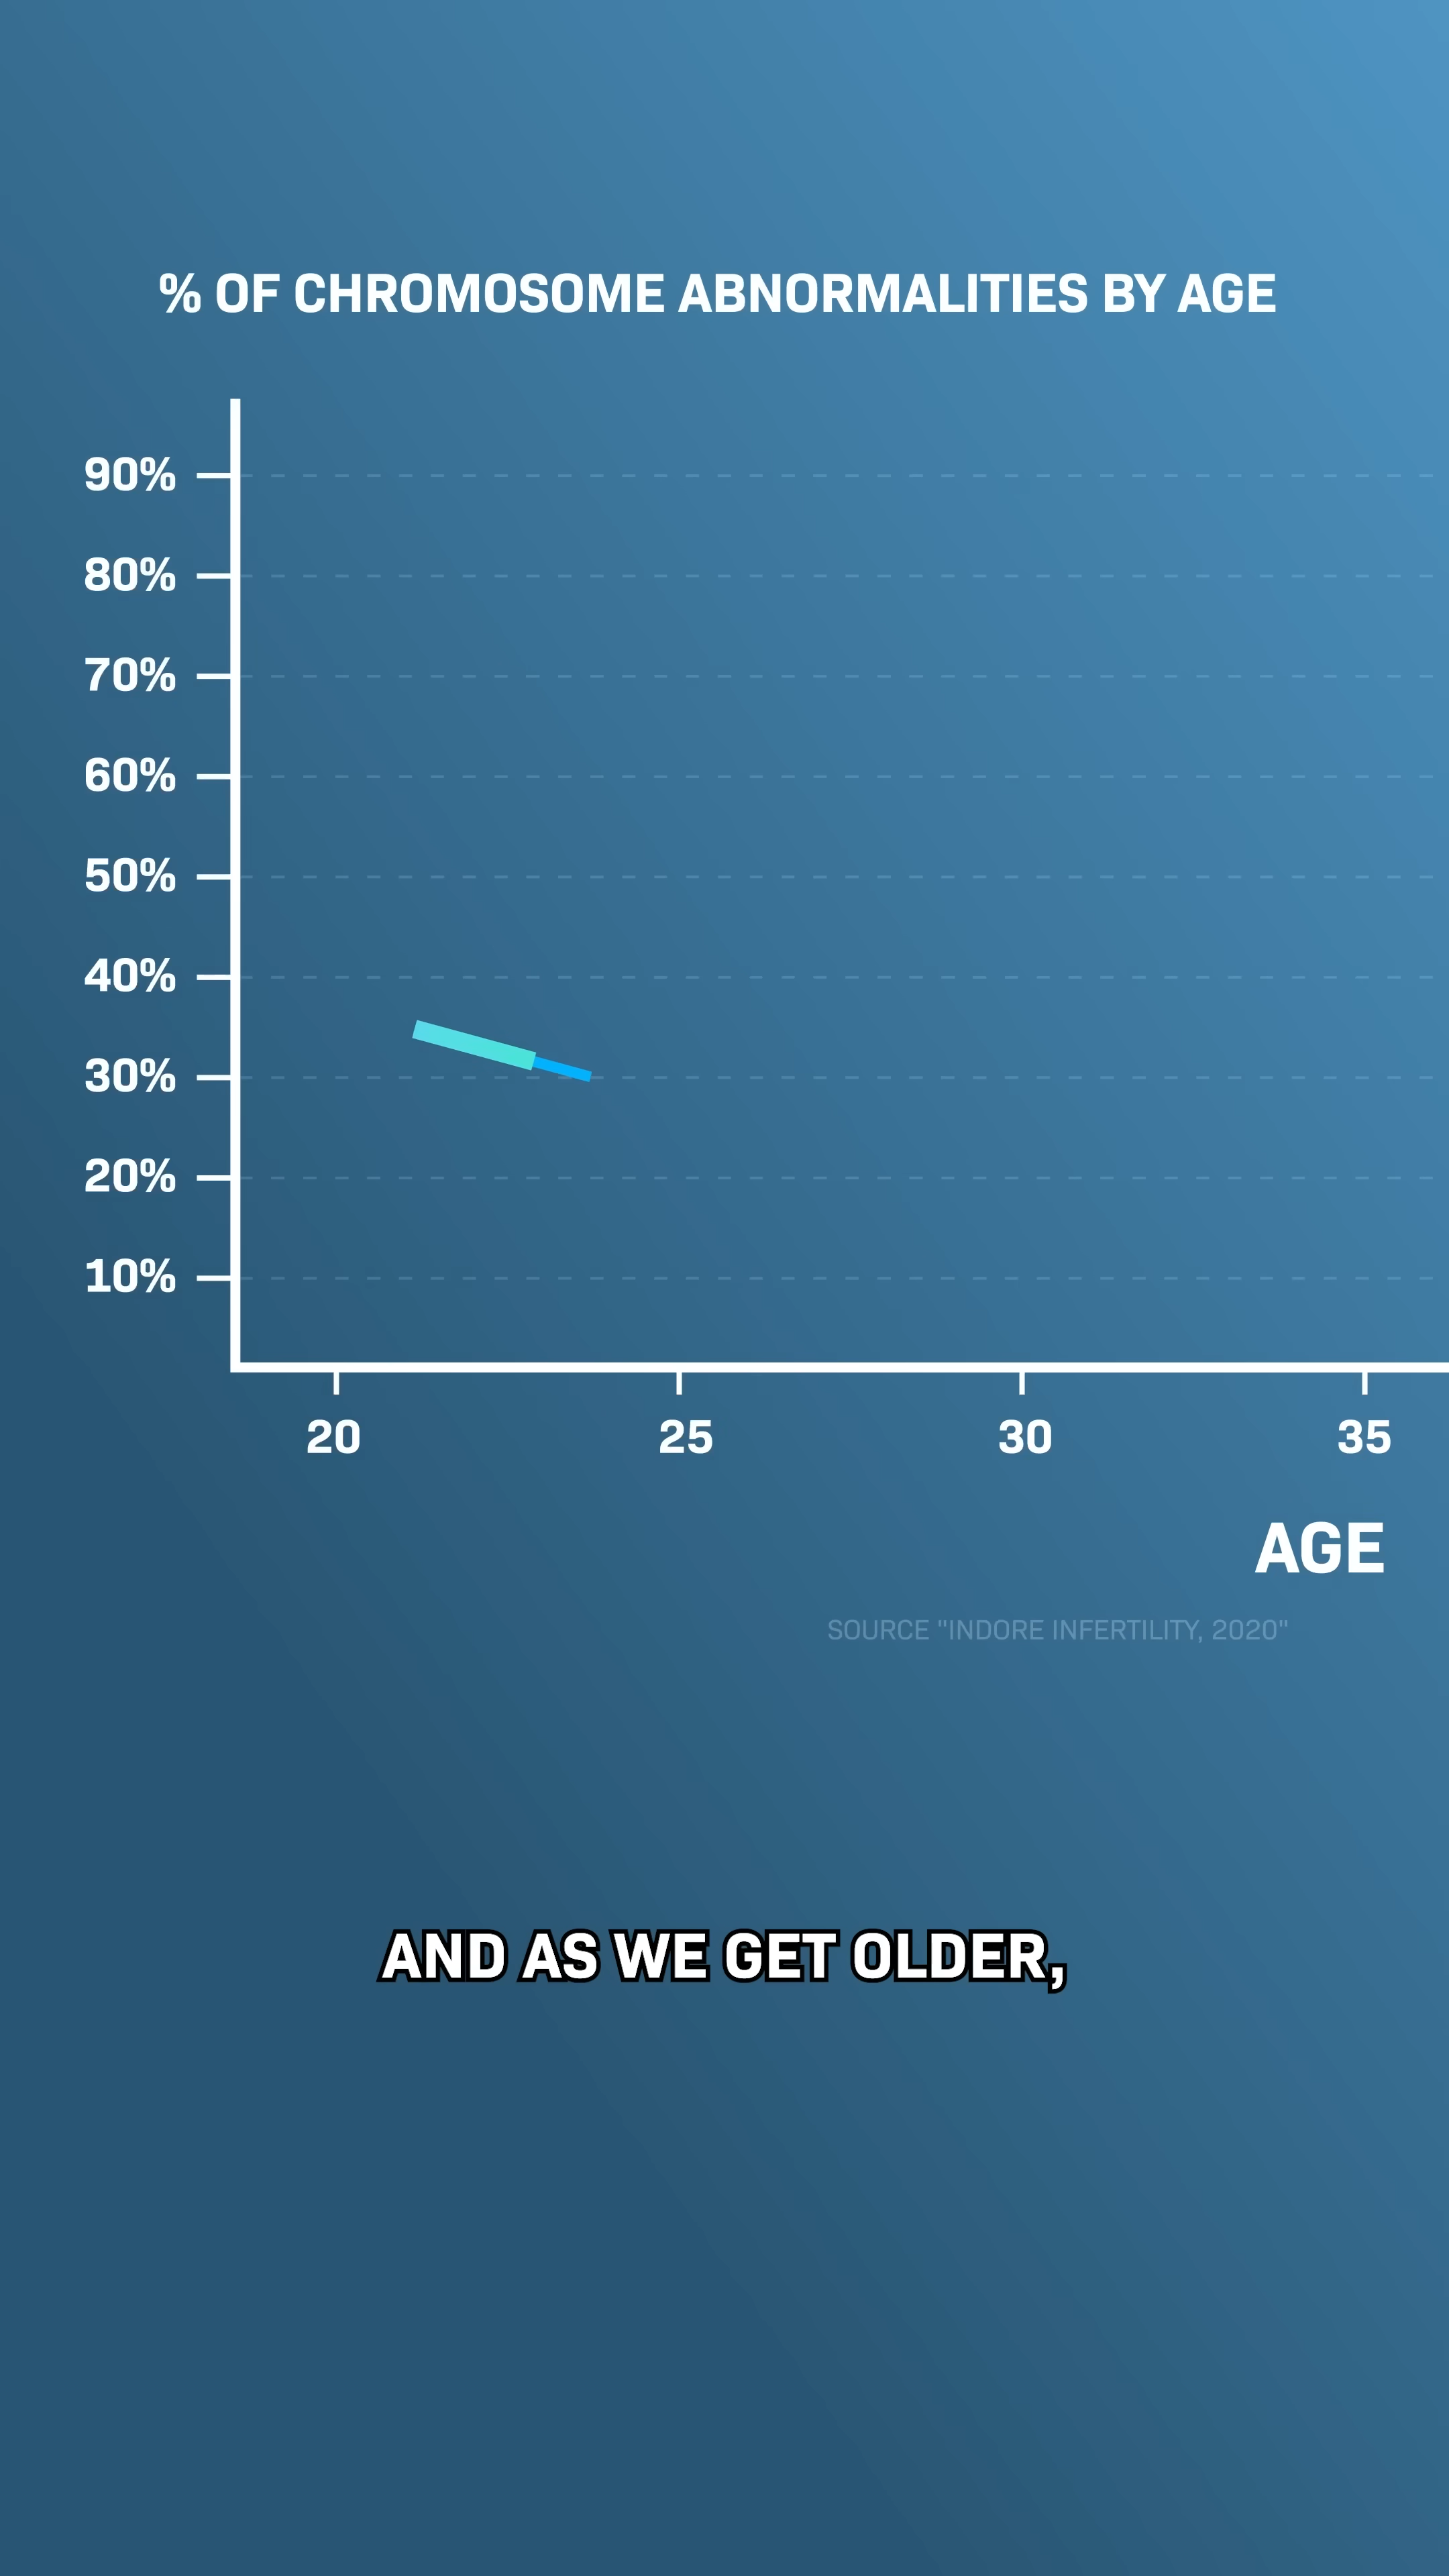 % OF CHROMOSOME ABNORMALITIES BY AGE
90%
80%
70%
60%
50%
40%
30%
20%
10%
20 25 30 35
AGE
SOURCE "INDORE INFERTILITY, 2020"
AND AS WE GET OLDER,